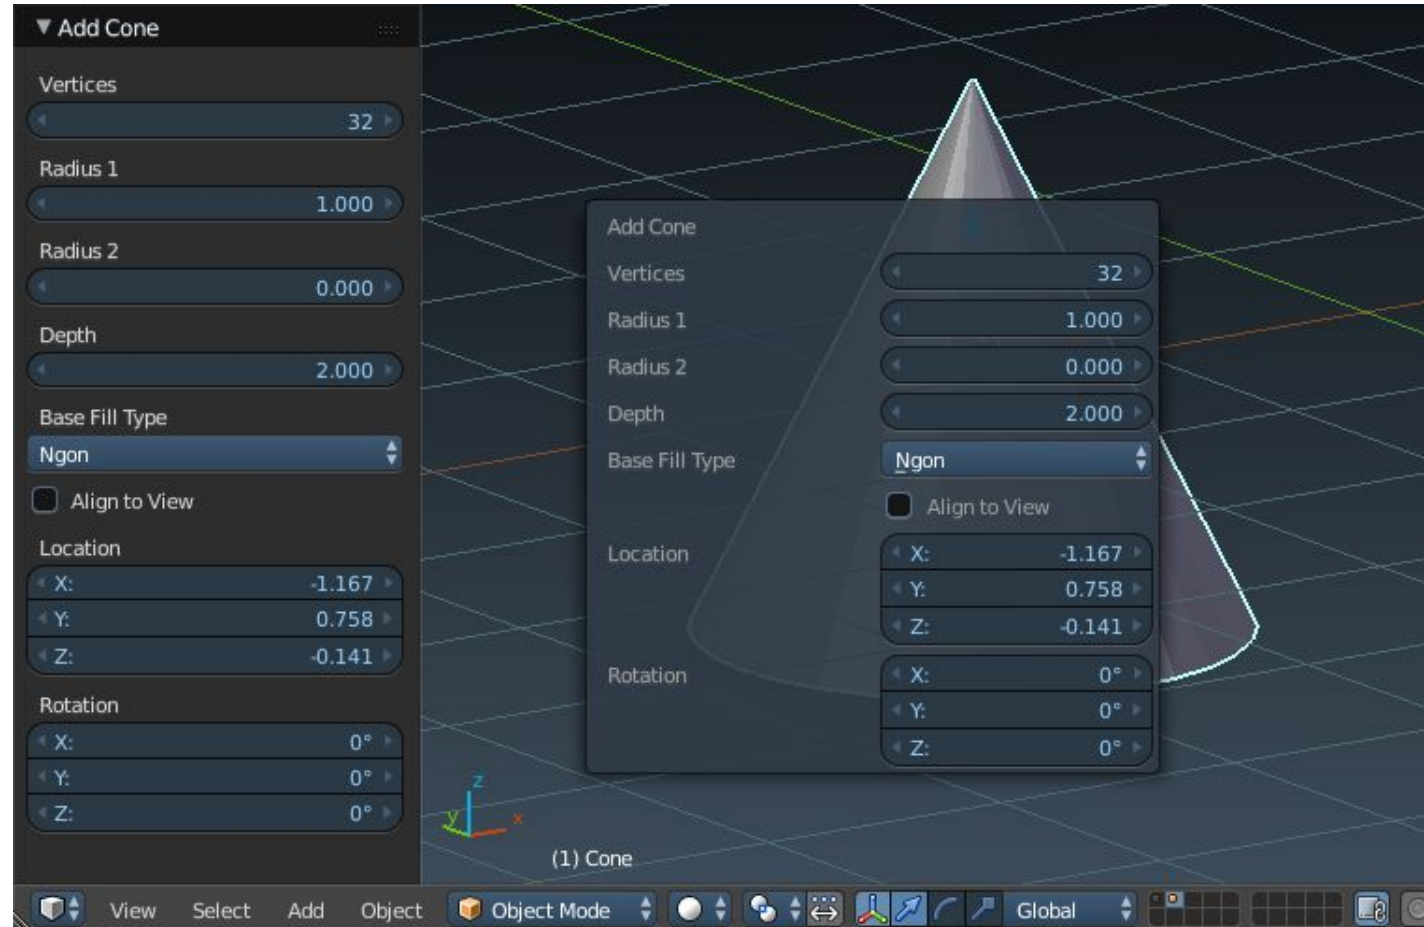 Add Cone
Vertices
32
Radius 1
1.000
Radius 2
0.000
Depth
2.000
Base Fill Type
Ngon
Align to View
Location
X: -1.167
Y: 0.758
Z: -0.141
Rotation
X: 0°
Y: 0°
Z: 0°
Add Cone
Vertices 32
Radius 1 1.000
Radius 2 0.000
Depth 2.000
Base Fill Type Ngon
Align to View
Location X: -1.167
Y: 0.758
Z: -0.141
Rotation X: 0°
Y: 0°
Z: 0°
z
y x
(1) Cone
View Select Add Object Object Mode Global